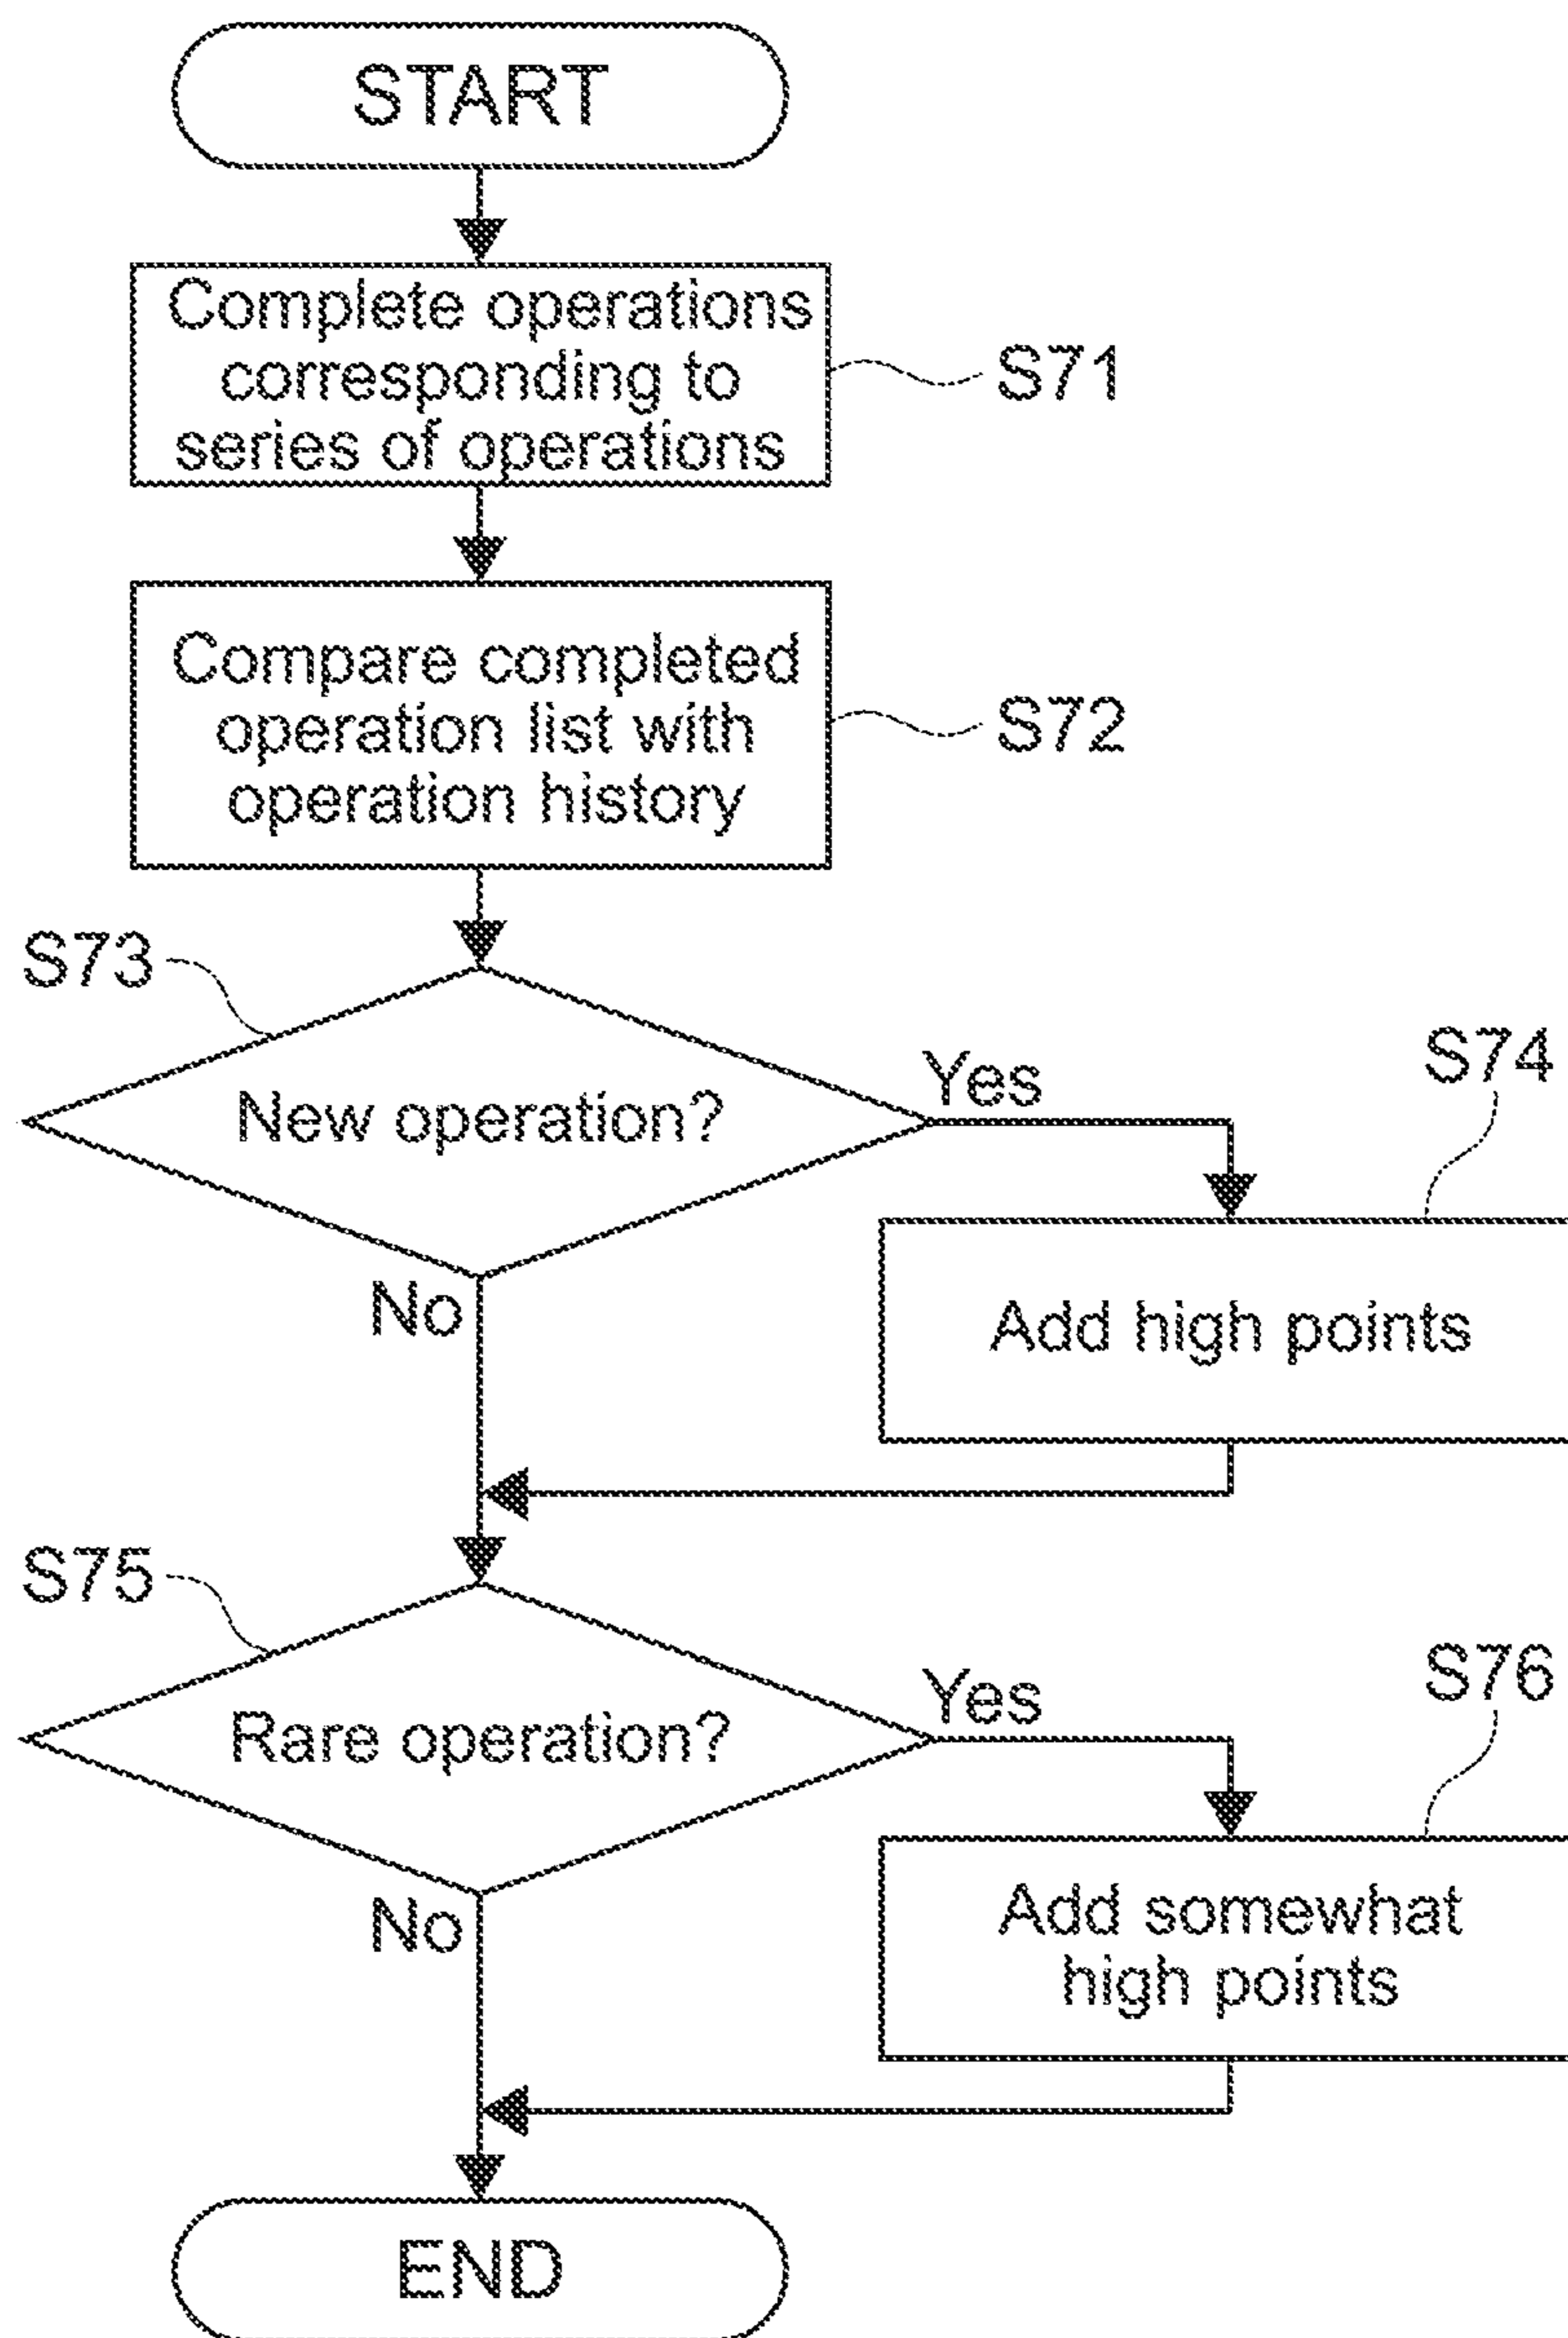 START
Complete operations
corresponding to
series of operations
S71
Compare completed
operation list with
operation history
S72
S73
New operation?
Yes
No
S74
Add high points
S75
Rare operation?
Yes
No
S76
Add somewhat
high points
END